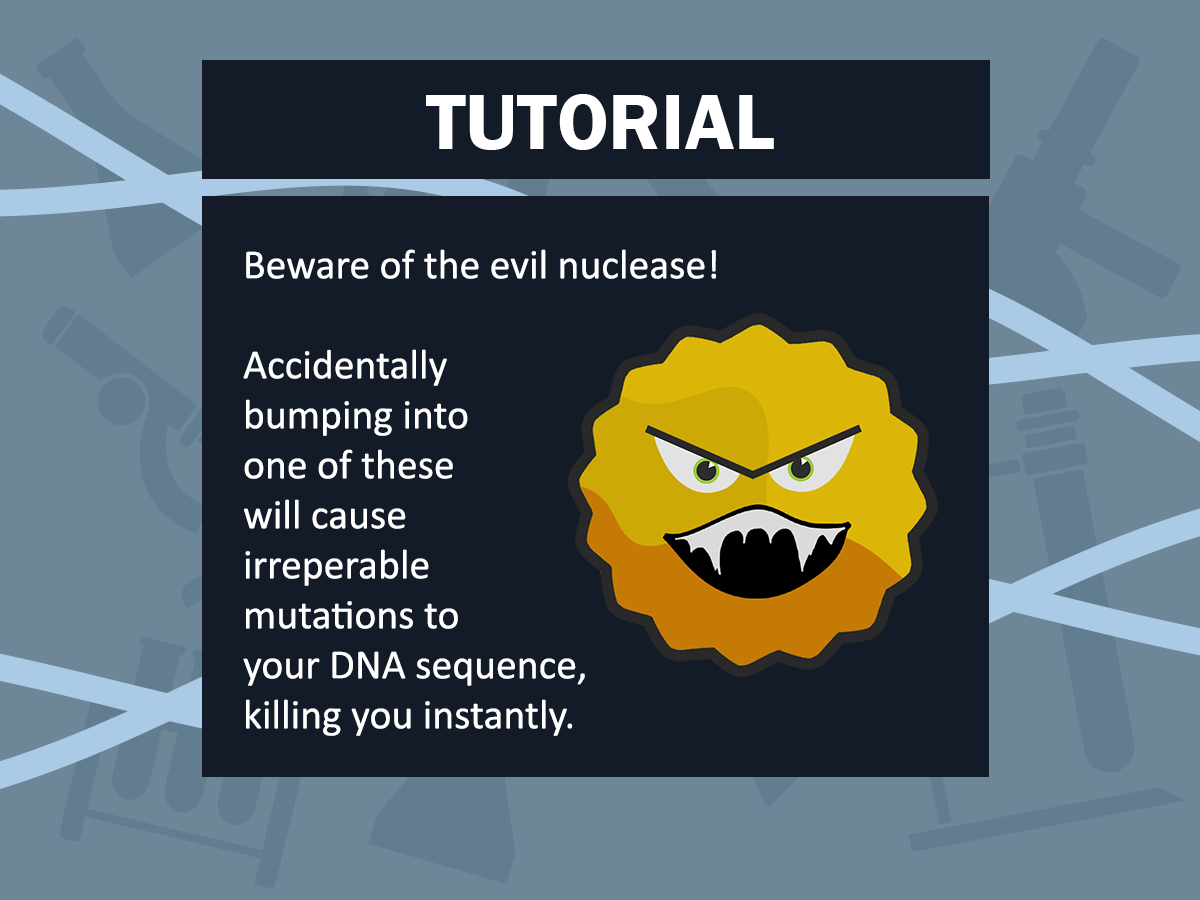 TUTORIAL
Beware of the evil nuclease!
Accidentally
bumping into
one of these
will cause
irreperable
mutations to
your DNA sequence,
killing you instantly.